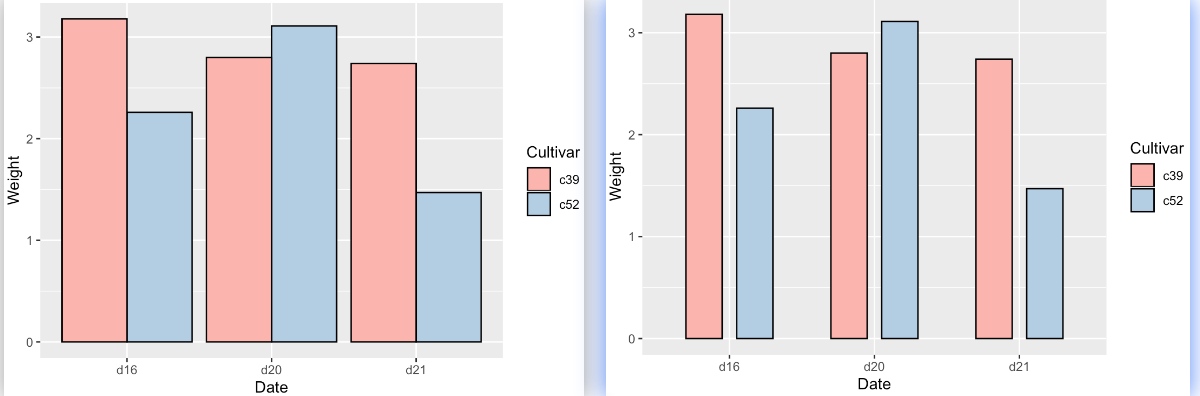 3
2
1
0
Weight
d16 d20 d21
Date
Cultivar
c39
c52
3
2
1
0
Weight
d16 d20 d21
Date
Cultivar
c39
c52